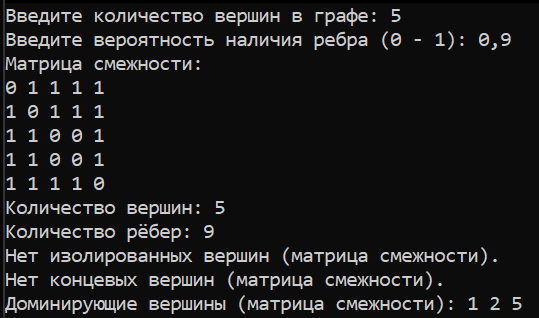 Введите количество вершин в графе: 5
Введите вероятность наличия ребра (0 - 1): 0,9
Матрица смежности:
0 1 1 1 1
1 0 1 1 1
1 1 0 0 1
1 1 0 0 1
1 1 1 1 0
Количество вершин: 5
Количество рёбер: 9
Нет изолированных вершин (матрица смежности).
Нет концевых вершин (матрица смежности).
Доминирующие вершины (матрица смежности): 1 2 5